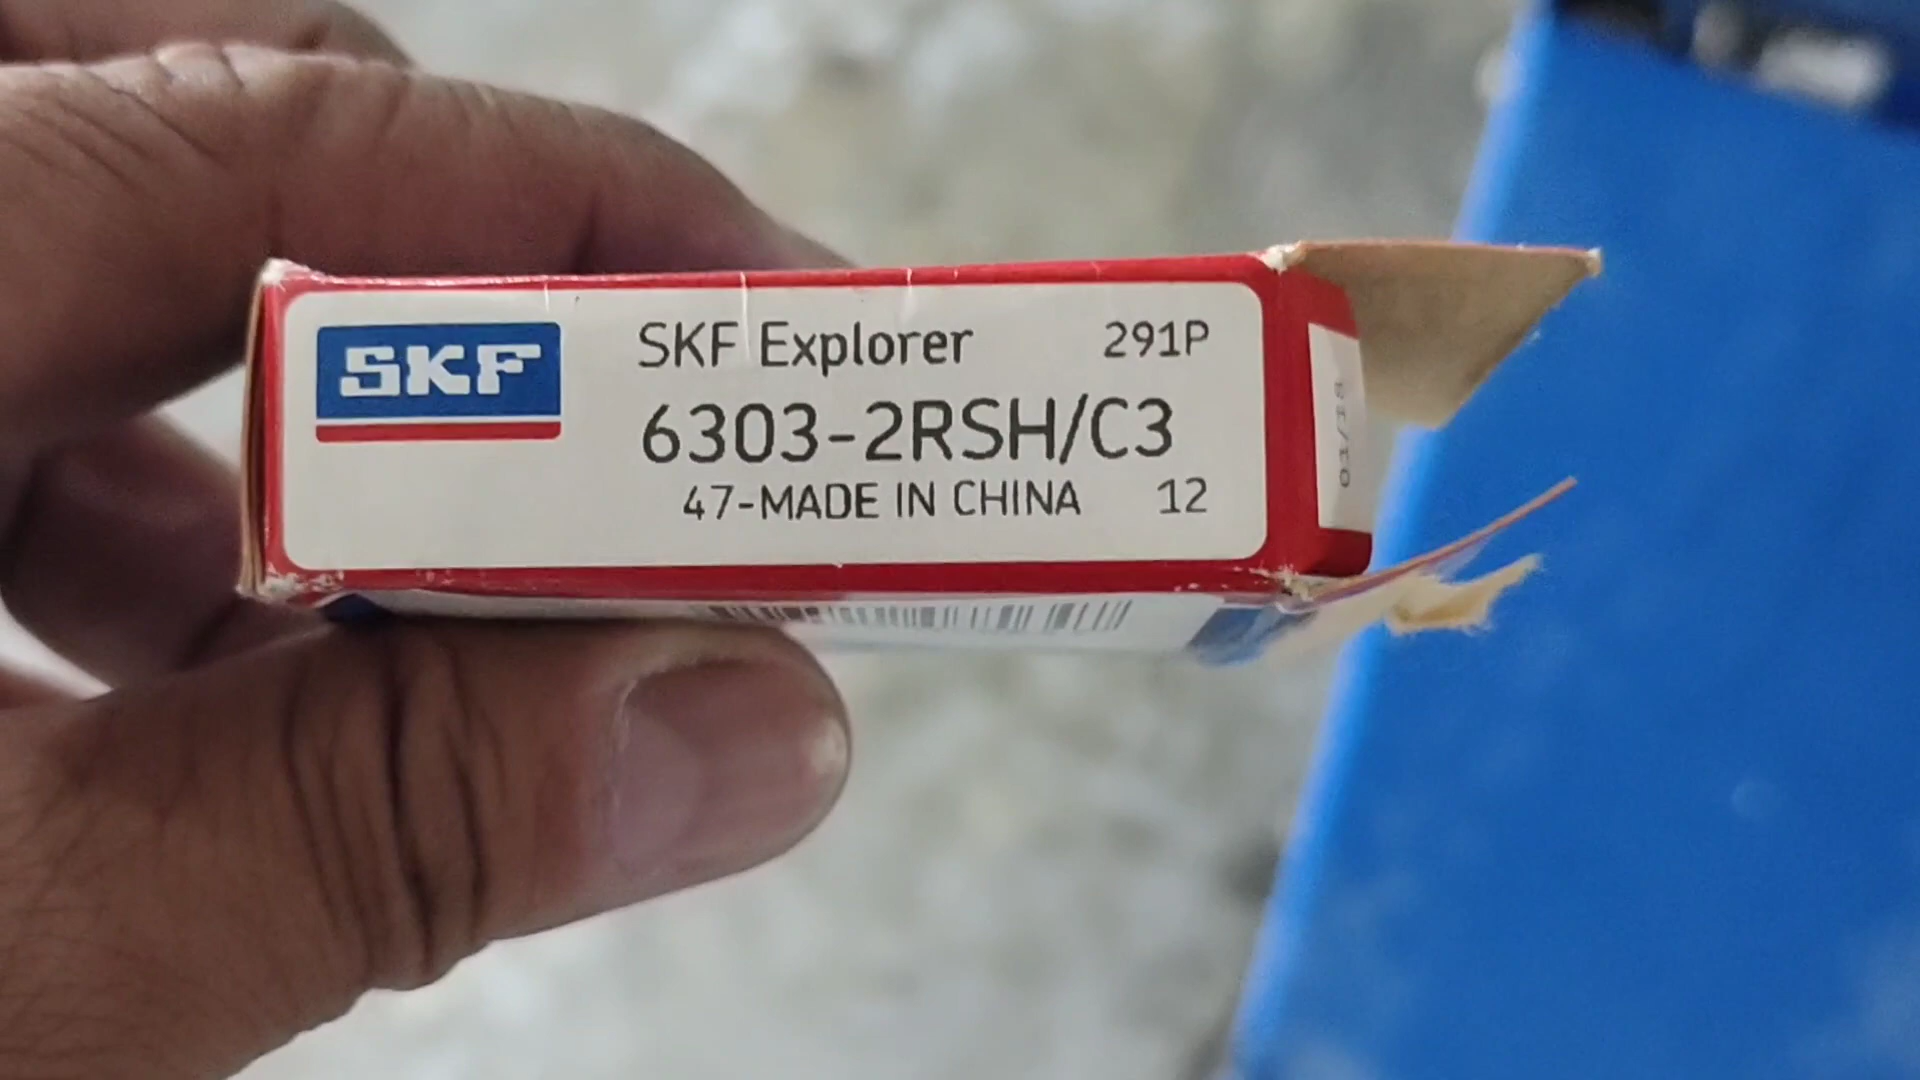 SKF
SKF Explorer 291P
6303-2RSH/C3
47-MADE IN CHINA 12